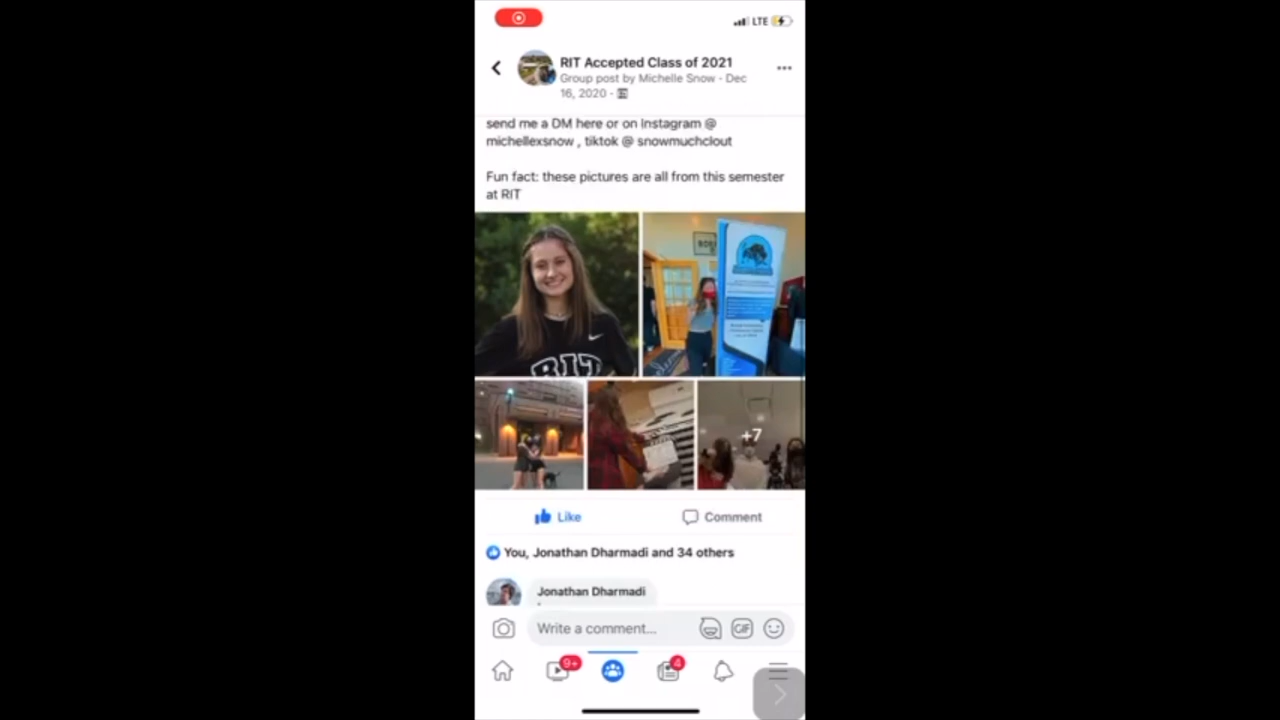 LTE
RIT Accepted Class of 2021
Group post by Michelle Snow · Dec
16, 2020 ·
send me a DM here or on Instagram @
michellexsnow , tiktok @ snowmuchclout
Fun fact: these pictures are all from this semester
at RIT
RIT
+7
Like
Comment
You, Jonathan Dharmadi and 34 others
Jonathan Dharmadi
Write a comment...
GIF
9+
4